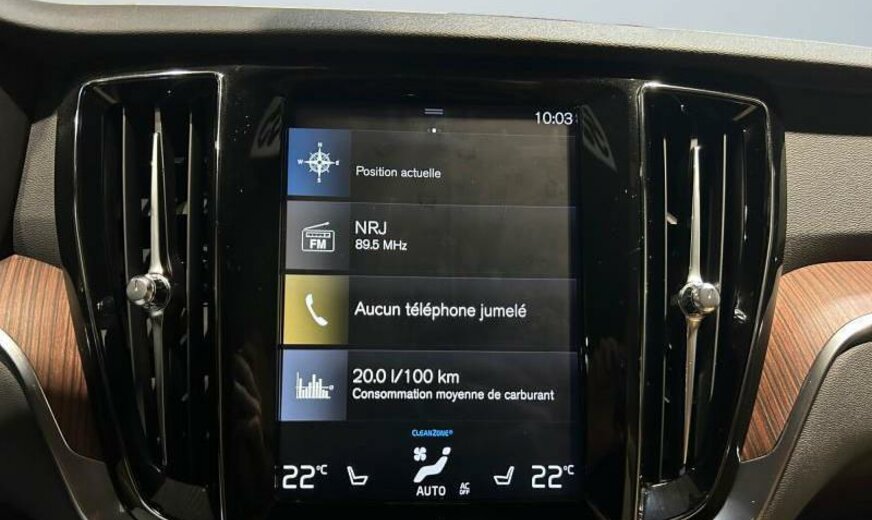 10:03
N
W E
S
Position actuelle
NRJ
FM
89.5 MHz
Aucun téléphone jumelé
20.0 l/100 km
Consommation moyenne de carburant
CLEANZONE®
22°C
22°C
AUTO
AC
OFF